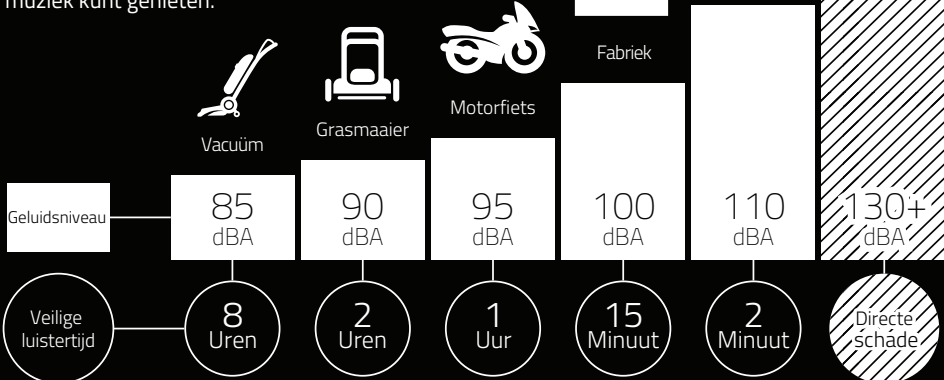 muziek kunt genieten.
Fabriek
Motorfiets
Grasmaaier
Vacuüm
Geluidsniveau
85
dBA
90
dBA
95
dBA
100
dBA
110
dBA
130+
dBA
Veilige
luistertijd
8
Uren
2
Uren
1
Uur
15
Minuut
2
Minuut
Directe
schade